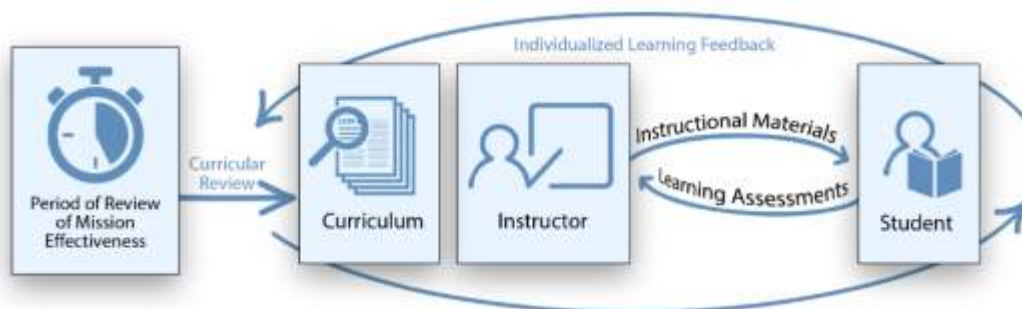 Individualized Learning Feedback
Period of Review
of Mission
Effectiveness
Curricular
Review
Curriculum
Instructor
Instructional Materials
Learning Assessments
Student